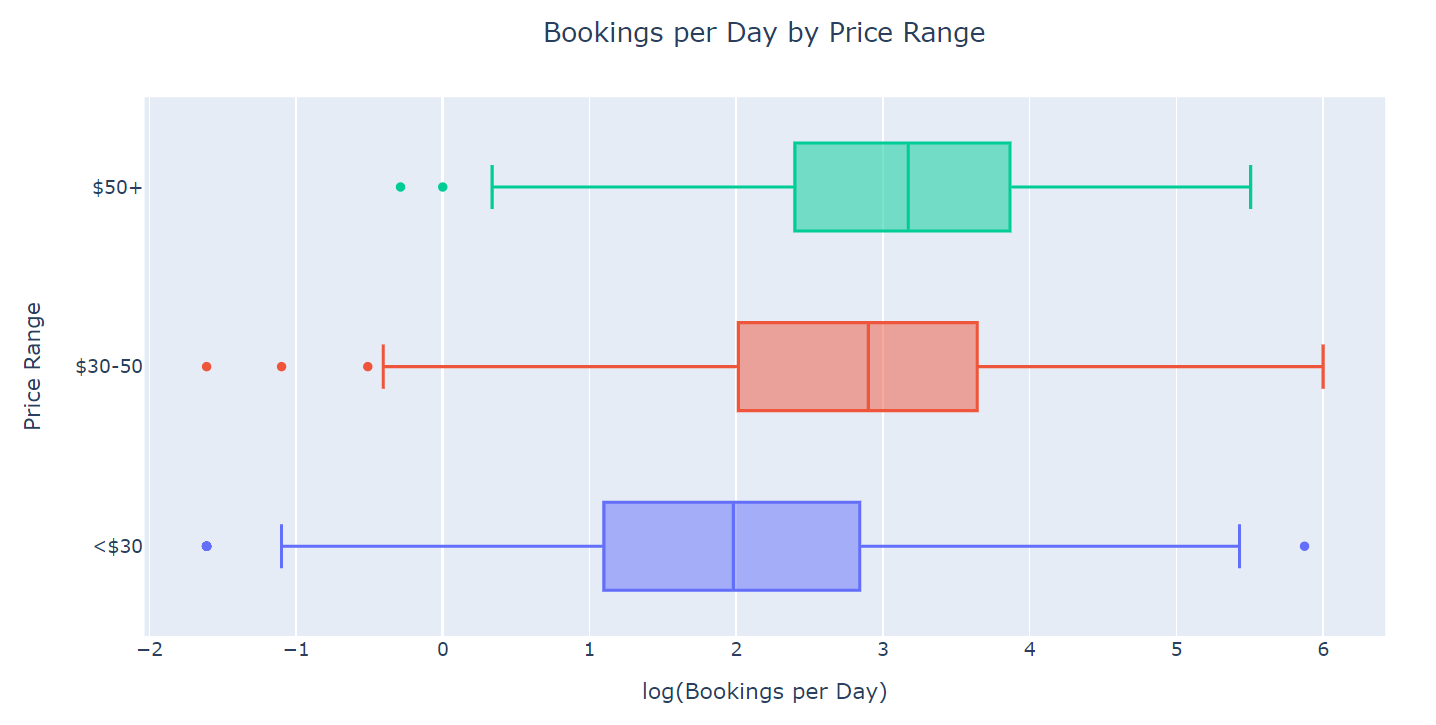 Bookings per Day by Price Range
$50+
$30-50
<$30
Price Range
−2 −1 0 1 2 3 4 5 6
log(Bookings per Day)